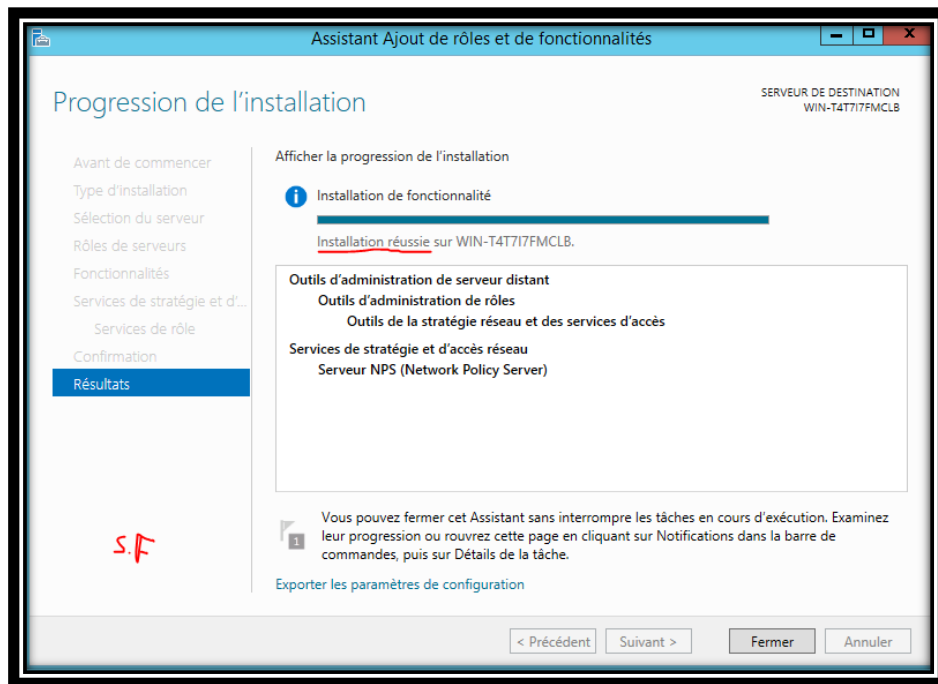 Assistant Ajout de rôles et de fonctionnalités
Progression de l'installation
SERVEUR DE DESTINATION
WIN-T4T7I7FMCLB
Avant de commencer
Type d'installation
Sélection du serveur
Rôles de serveurs
Fonctionnalités
Services de stratégie et d'...
Services de rôle
Confirmation
Résultats
S.F
Afficher la progression de l'installation
Installation de fonctionnalité
Installation réussie sur WIN-T4T7I7FMCLB.
Outils d'administration de serveur distant
Outils d'administration de rôles
Outils de la stratégie réseau et des services d'accès
Services de stratégie et d'accès réseau
Serveur NPS (Network Policy Server)
1
Vous pouvez fermer cet Assistant sans interrompre les tâches en cours d'exécution. Examinez
leur progression ou rouvrez cette page en cliquant sur Notifications dans la barre de
commandes, puis sur Détails de la tâche.
Exporter les paramètres de configuration
< Précédent
Suivant >
Fermer
Annuler